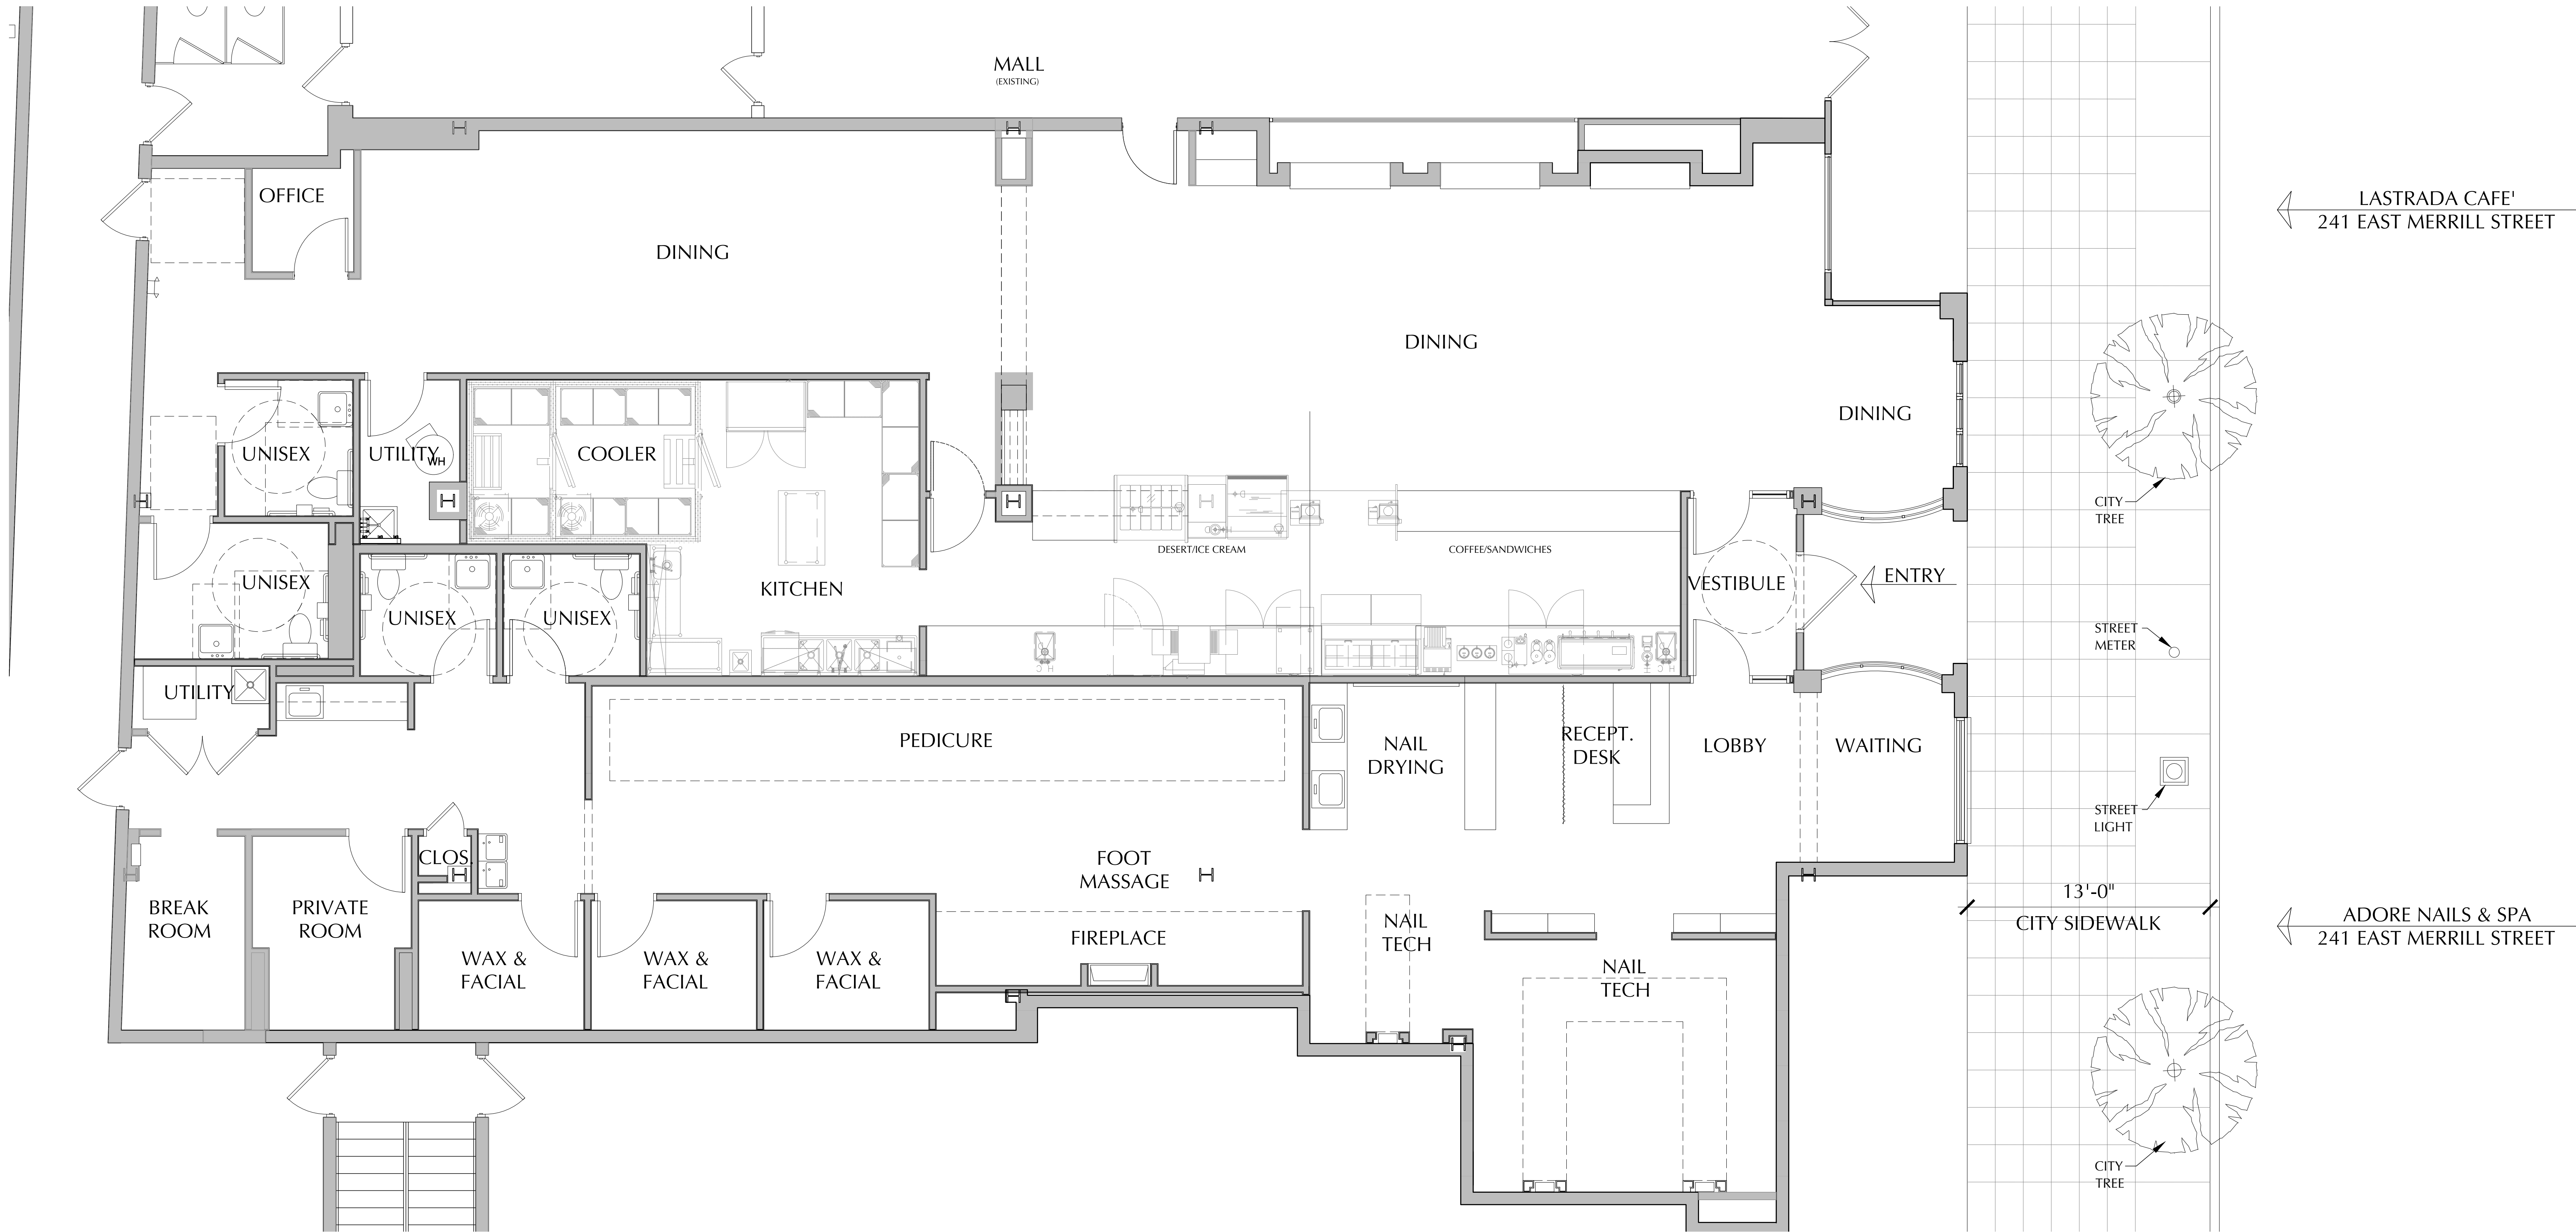 MALL
(EXISTING)
OFFICE
LASTRADA CAFE'
241 EAST MERRILL STREET
DINING
DINING
DINING
UNISEX
UTILITY
WH
COOLER
CITY
TREE
DESERT/ICE CREAM
COFFEE/SANDWICHES
UNISEX
KITCHEN
VESTIBULE
ENTRY
UNISEX
UNISEX
STREET
METER
H C
H C
UTILITY
PEDICURE
NAIL
DRYING
RECEPT.
DESK
LOBBY
WAITING
STREET
LIGHT
CLOS.
FOOT
MASSAGE
BREAK
ROOM
PRIVATE
ROOM
13'-0"
CITY SIDEWALK
ADORE NAILS & SPA
241 EAST MERRILL STREET
NAIL
TECH
FIREPLACE
WAX &
FACIAL
WAX &
FACIAL
WAX &
FACIAL
NAIL
TECH
CITY
TREE